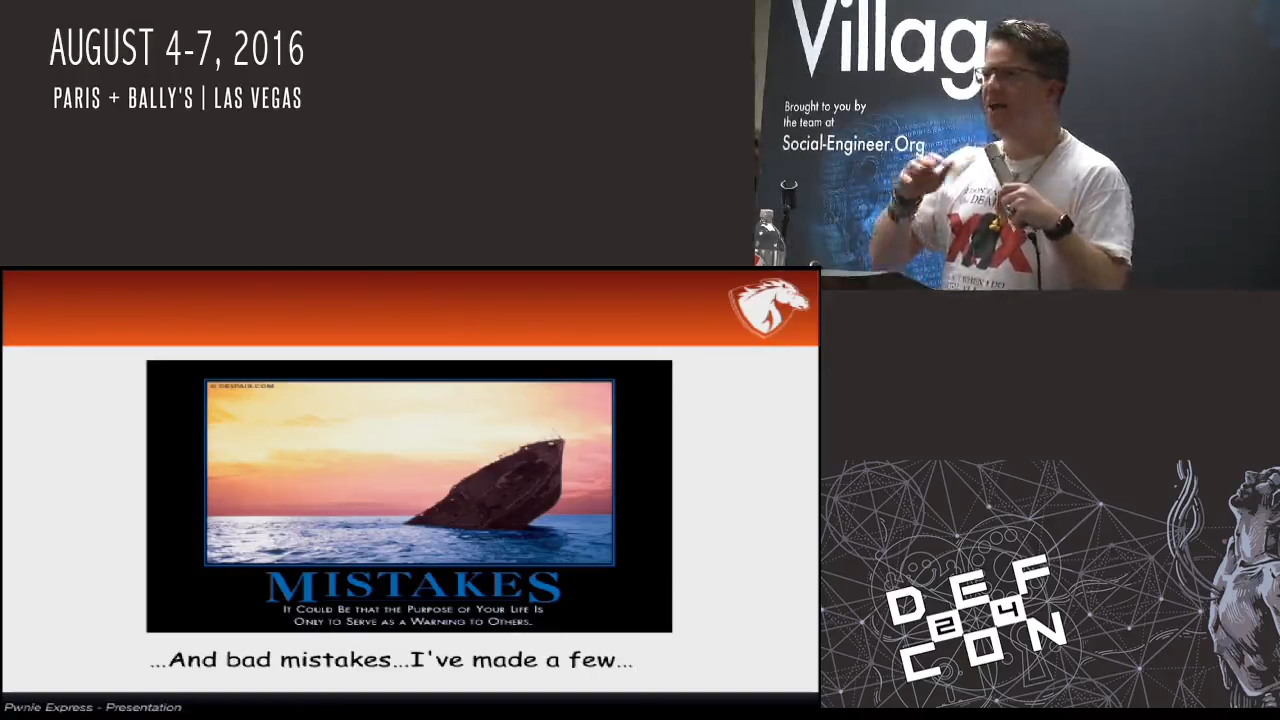 AUGUST 4-7, 2016
PARIS + BALLY'S | LAS VEGAS
Villag
Brought to you by
the team at
Social-Engineer.Org
© DESPAIR.COM
MISTAKES
IT COULD BE THAT THE PURPOSE OF YOUR LIFE IS
ONLY TO SERVE AS A WARNING TO OTHERS.
...And bad mistakes...I've made a few...
Pwnie Express - Presentation
DEF
24
CON